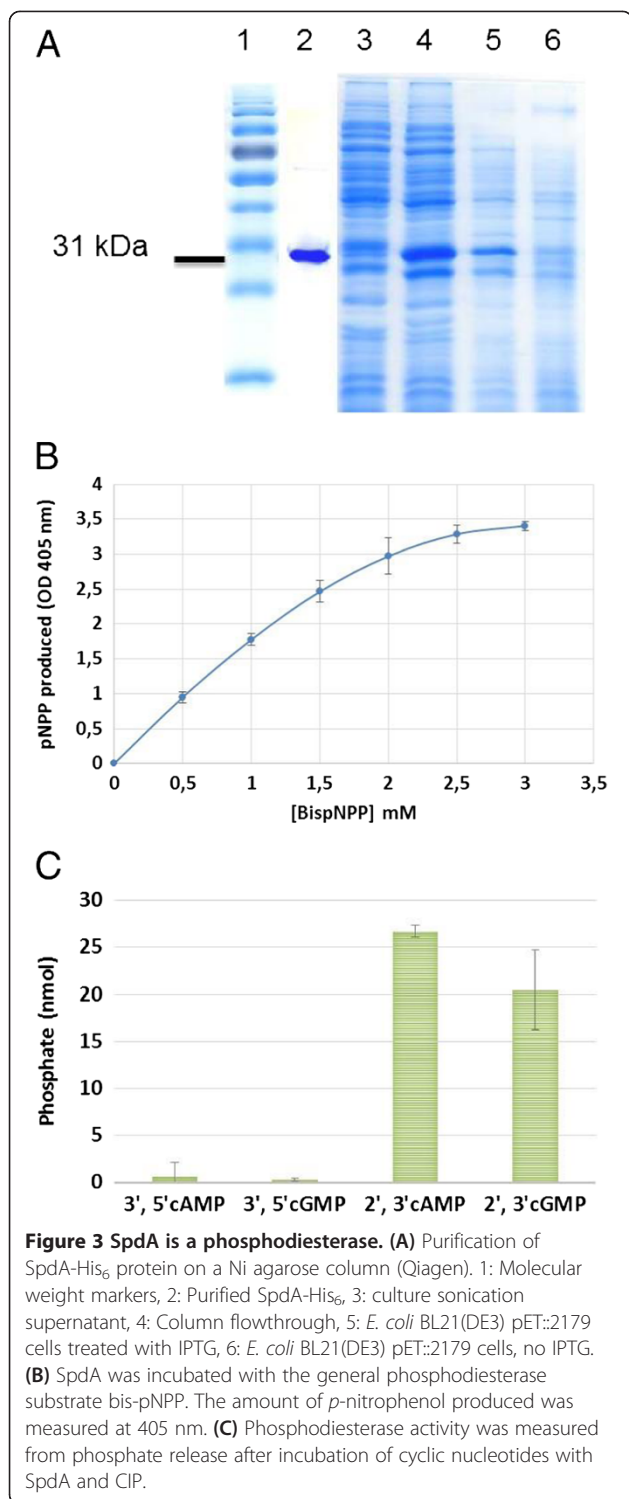 A
1 2 3 4 5 6
31 kDa
B
pNPP produced (OD 405 nm)
4
3,5
3
2,5
2
1,5
1
0,5
0
0 0,5 1 1,5 2 2,5 3 3,5
[BispNPP] mM
C
Phosphate (nmol)
30
25
20
15
10
5
0
3', 5'cAMP 3', 5'cGMP 2', 3'cAMP 2', 3'cGMP
Figure 3 SpdA is a phosphodiesterase. (A) Purification of
SpdA-His₆ protein on a Ni agarose column (Qiagen). 1: Molecular
weight markers, 2: Purified SpdA-His₆, 3: culture sonication
supernatant, 4: Column flowthrough, 5: E. coli BL21(DE3) pET::2179
cells treated with IPTG, 6: E. coli BL21(DE3) pET::2179 cells, no IPTG.
(B) SpdA was incubated with the general phosphodiesterase
substrate bis-pNPP. The amount of p-nitrophenol produced was
measured at 405 nm. (C) Phosphodiesterase activity was measured
from phosphate release after incubation of cyclic nucleotides with
SpdA and CIP.